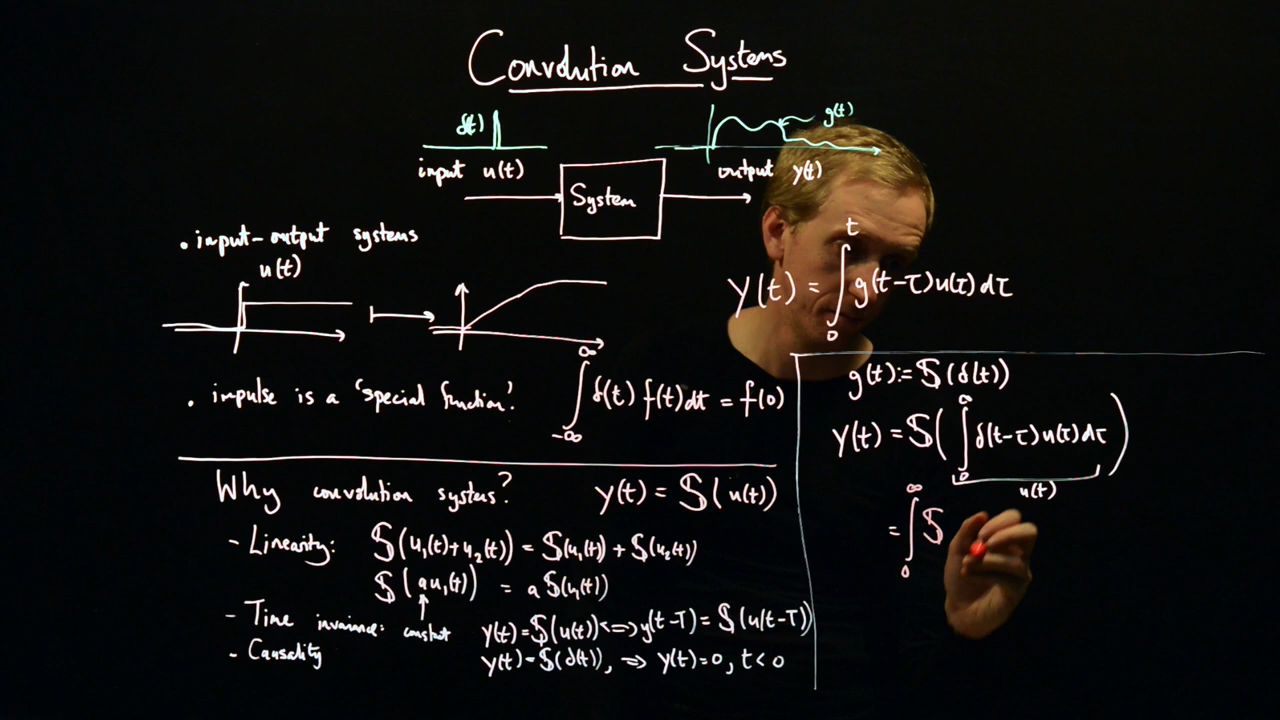 Convolution Systems
δ(t)
g(t)
input u(t)
output y(t)
System
. input-output systems
u(t)
y(t) = ∫₀ᵗ g(t-τ)u(τ)dτ
. impulse is a 'special function'. ∫_{-∞}^{∞} δ(t) f(t)dt = f(0)
Why convolution systems? y(t) = S(u(t))
- Linearity: S(u₁(t)+u₂(t)) = S(u₁(t)) + S(u₂(t))
S(au₁(t)) = aS(u₁(t))
- Time invariance: constant y(t)=S(u(t)) <=> y(t-T) = S(u(t-T))
- Causality y(t)=S(δ(t)), => y(t)=0, t<0
g(t):= S(δ(t))
y(t) = S(∫₀^∞ δ(t-τ)u(τ)dτ)
u(t)
= ∫₀^∞ S